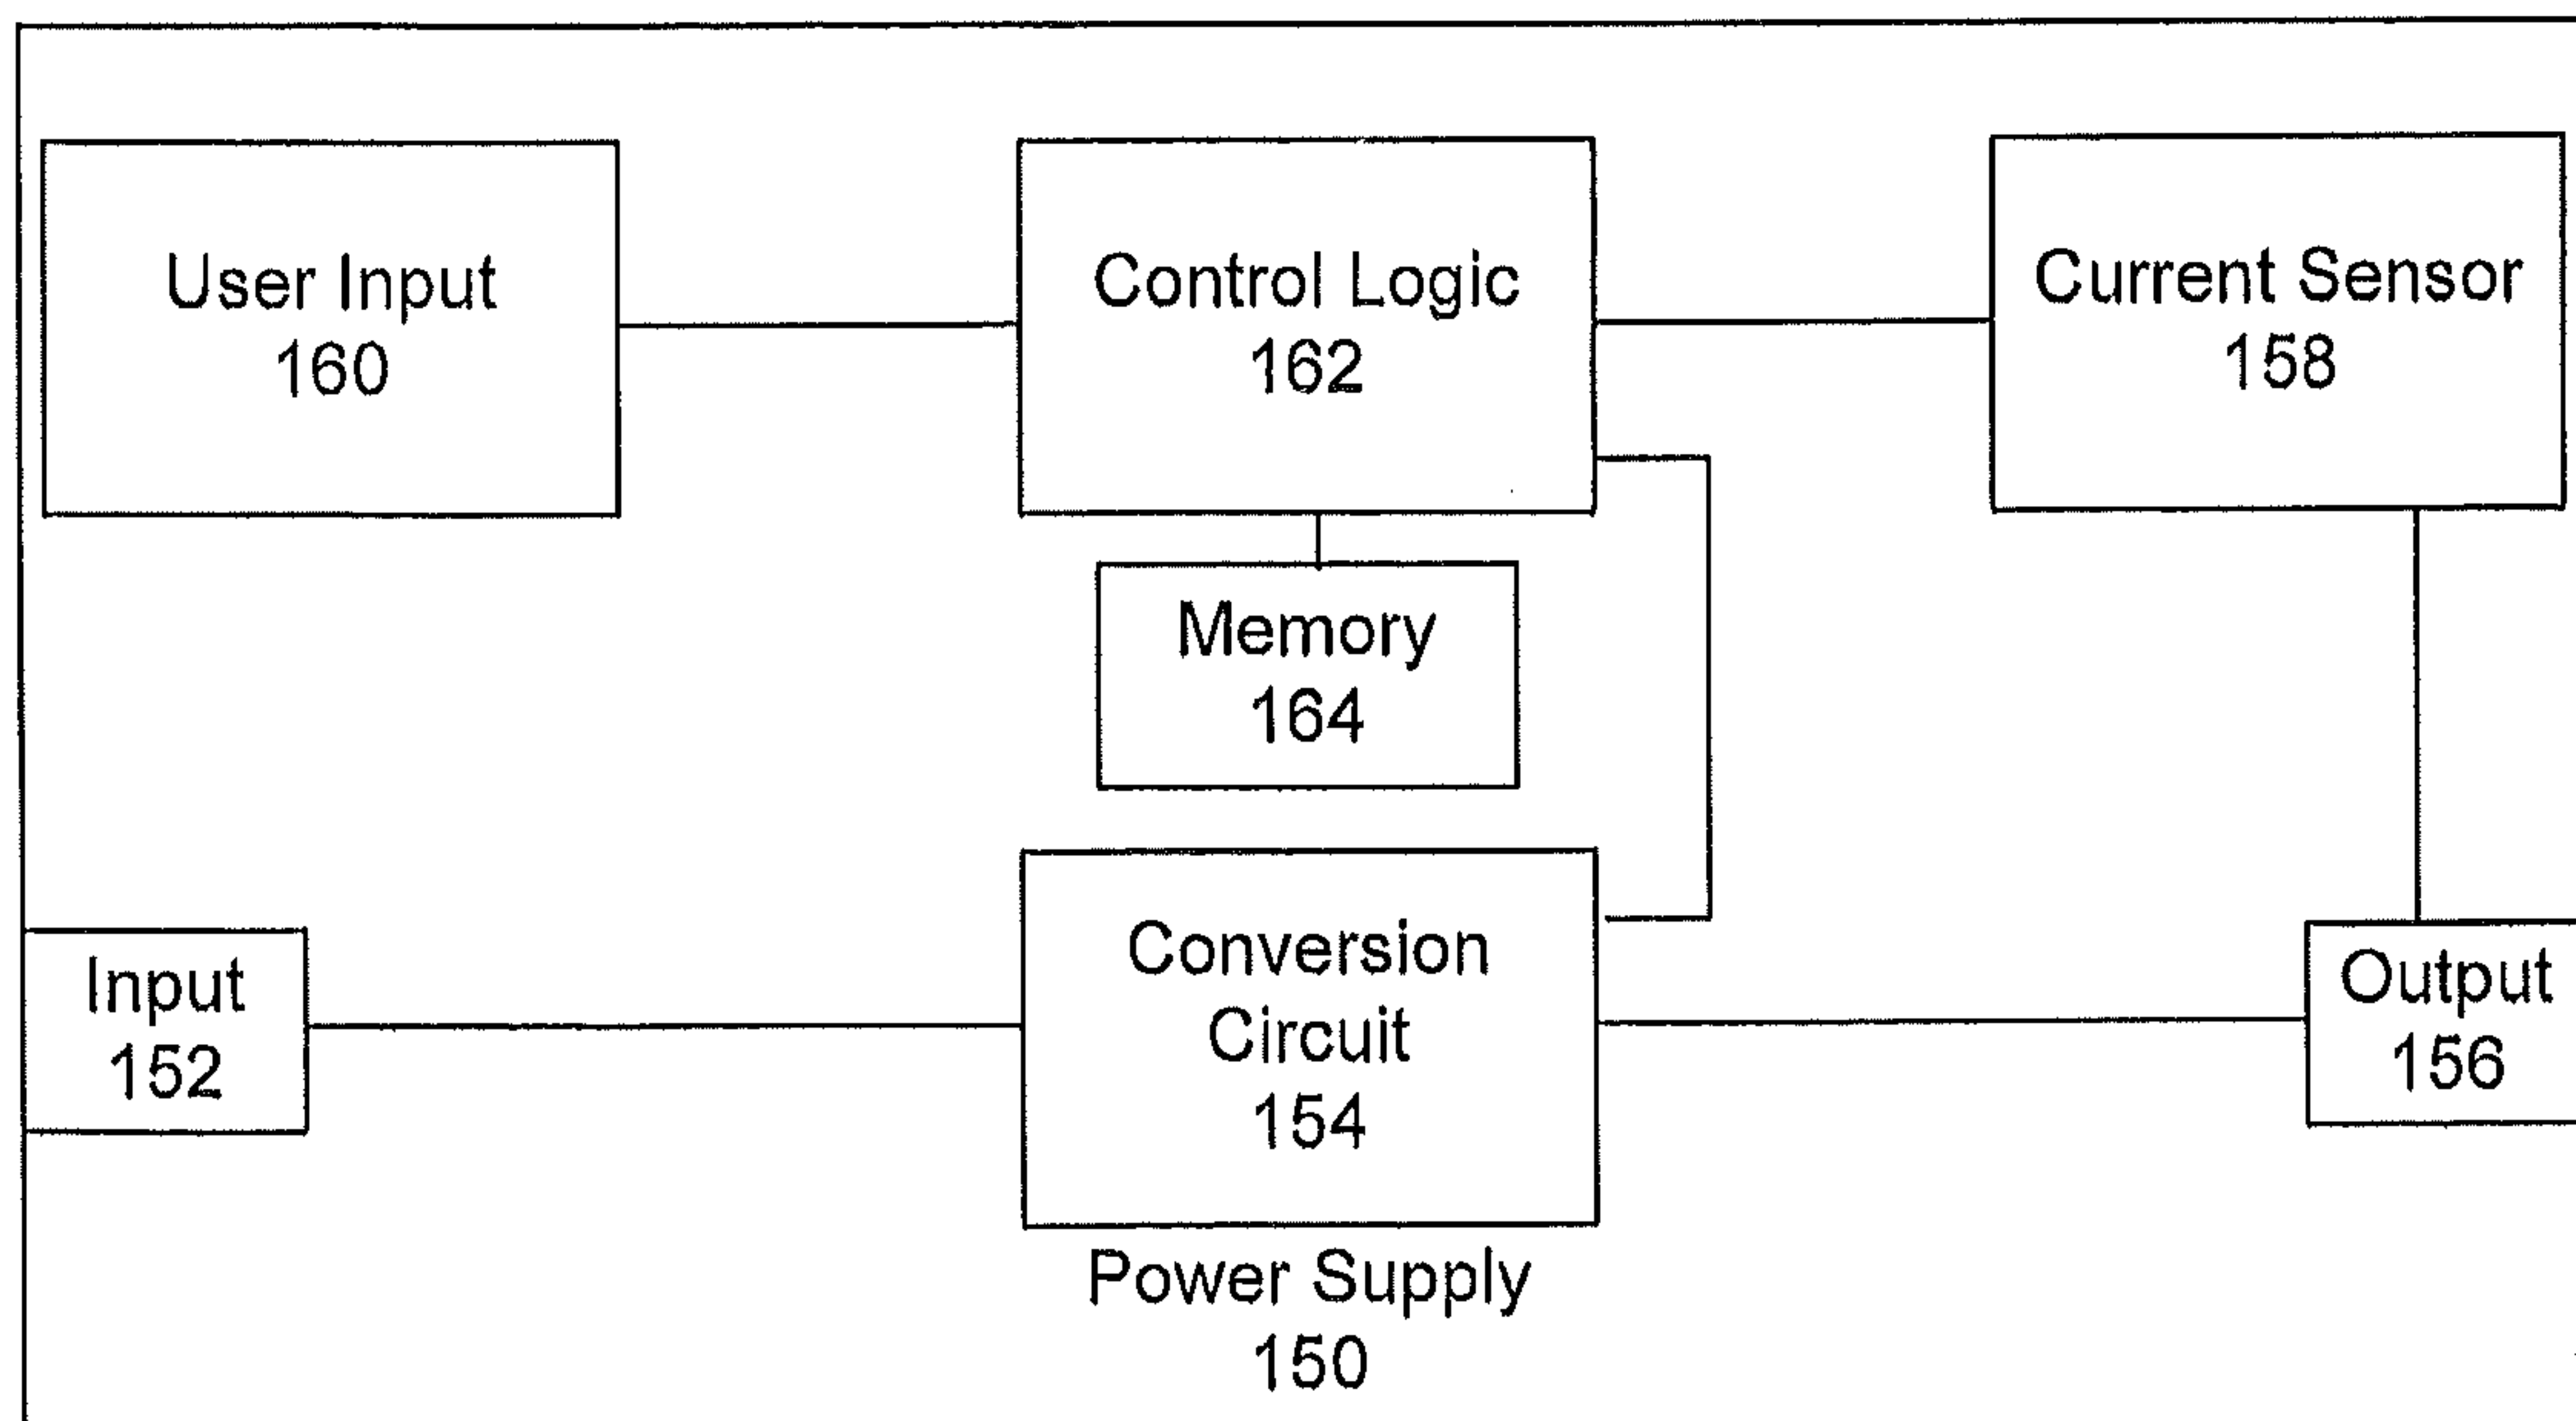 User Input
160
Control Logic
162
Current Sensor
158
Memory
164
Input
152
Conversion
Circuit
154
Output
156
Power Supply
150